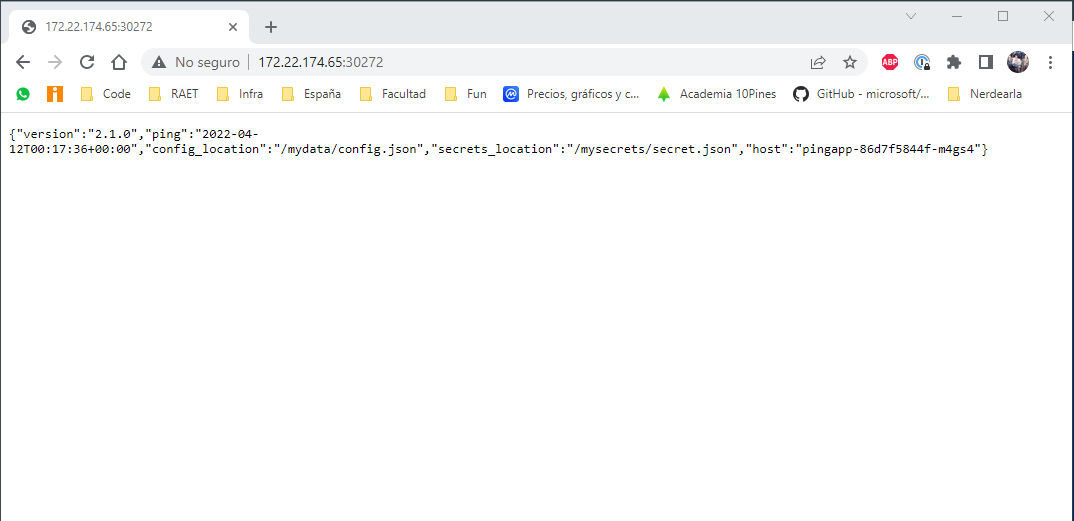 172.22.174.65:30272
No seguro 172.22.174.65:30272
ABP
Code RAET Infra España Facultad Fun Precios, gráficos y c... Academia 10Pines GitHub - microsoft/... Nerdearla
{"version":"2.1.0","ping":"2022-04-
12T00:17:36+00:00","config_location":"/mydata/config.json","secrets_location":"/mysecrets/secret.json","host":"pingapp-86d7f5844f-m4gs4"}